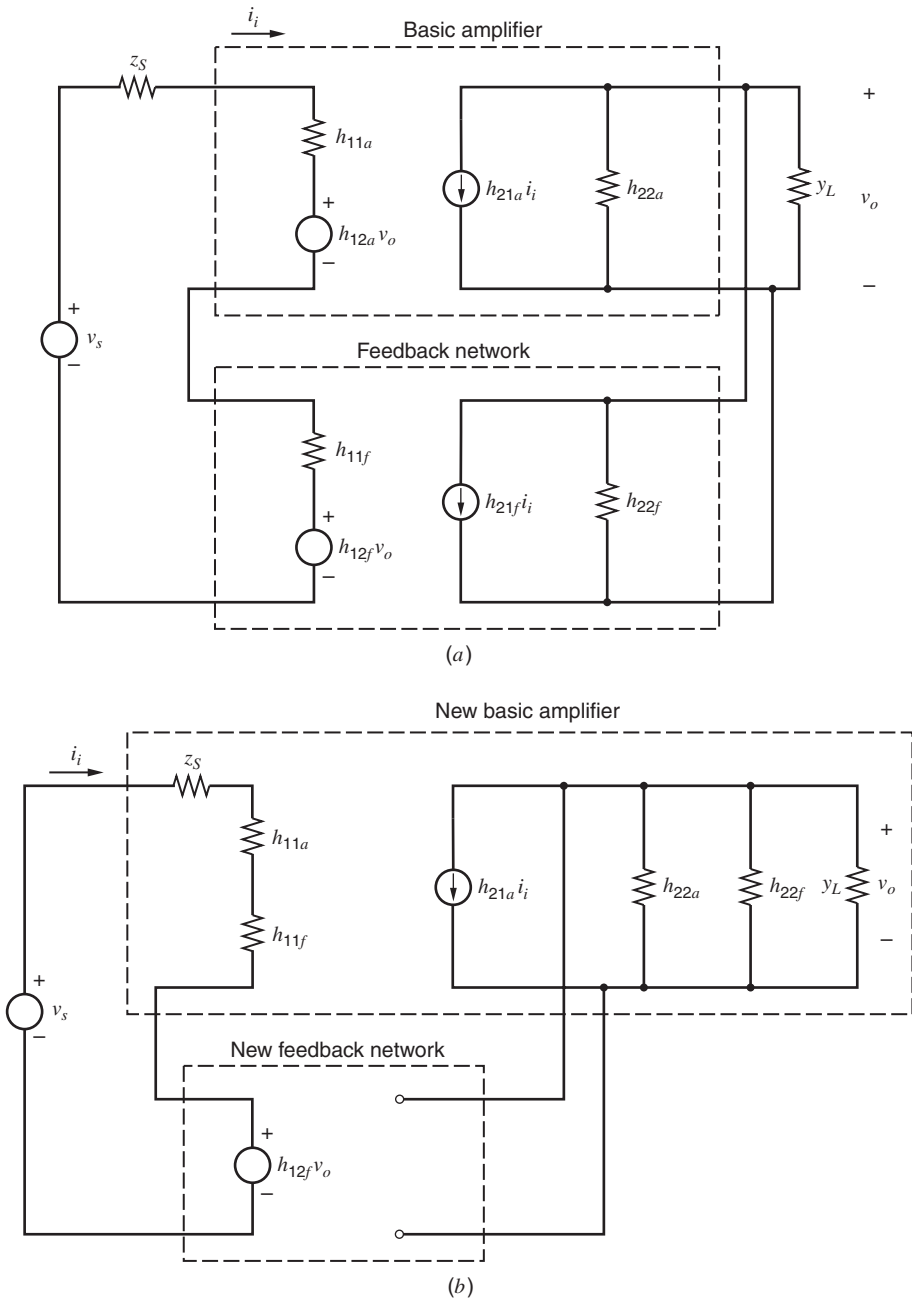 i_i
Basic amplifier
z_S
h_11a
+
h_12a v_o
–
h_21a i_i
h_22a
y_L
+
v_o
–
+
v_s
–
Feedback network
h_11f
+
h_12f v_o
–
h_21f i_i
h_22f
(a)
New basic amplifier
i_i
z_S
h_11a
h_11f
h_21a i_i
h_22a
h_22f
y_L
+
v_o
–
+
v_s
–
New feedback network
+
h_12f v_o
–
(b)